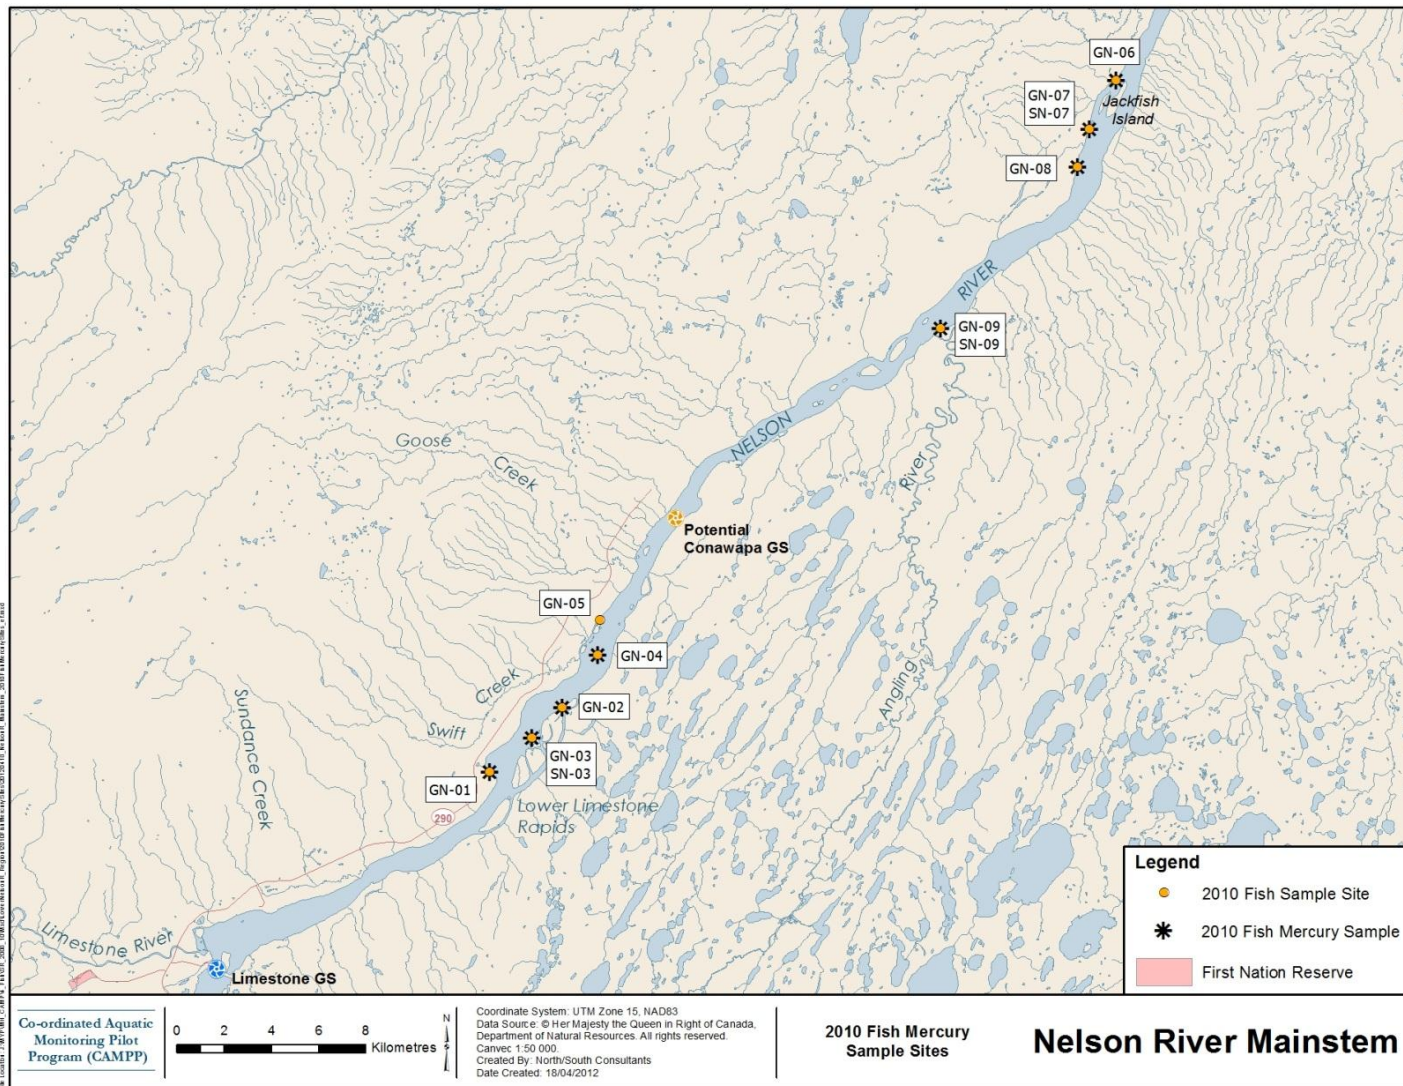 GN-06
GN-07
SN-07
Jackfish
Island
GN-08
RIVER
GN-09
SN-09
NELSON
Goose
Creek
River
Potential
Conawapa GS
GN-05
GN-04
Creek
Angling
Sundance Creek
Swift
GN-02
GN-03
SN-03
GN-01
Lower Limestone
Rapids
290
Limestone River
Limestone GS
Legend
2010 Fish Sample Site
2010 Fish Mercury Sample
First Nation Reserve
Co-ordinated Aquatic
Monitoring Pilot
Program (CAMPP)
0 2 4 6 8
Kilometres
N
Coordinate System: UTM Zone 15, NAD83
Data Source: © Her Majesty the Queen in Right of Canada,
Department of Natural Resources. All rights reserved.
Canvec 1:50 000.
Created By: North/South Consultants
Date Created: 18/04/2012
2010 Fish Mercury
Sample Sites
Nelson River Mainstem